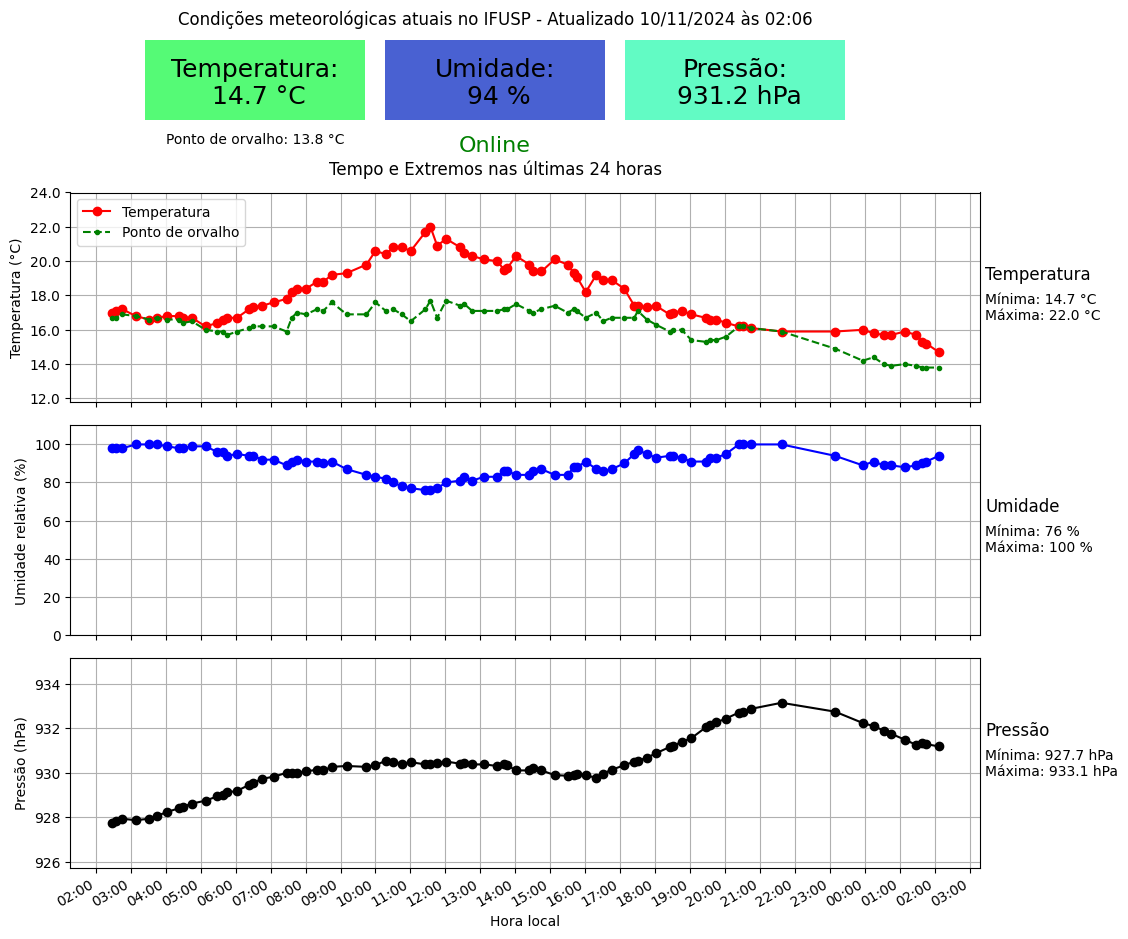 Condições meteorológicas atuais no IFUSP - Atualizado 10/11/2024 às 02:06
Temperatura:
14.7 °C
Umidade:
94 %
Pressão:
931.2 hPa
Ponto de orvalho: 13.8 °C
Online
Tempo e Extremos nas últimas 24 horas
Temperatura (°C)
24.0
22.0
20.0
18.0
16.0
14.0
12.0
Temperatura
Ponto de orvalho
Temperatura
Mínima: 14.7 °C
Máxima: 22.0 °C
Umidade relativa (%)
100
80
60
40
20
0
Umidade
Mínima: 76 %
Máxima: 100 %
Pressão (hPa)
934
932
930
928
926
Pressão
Mínima: 927.7 hPa
Máxima: 933.1 hPa
02:00 03:00 04:00 05:00 06:00 07:00 08:00 09:00 10:00 11:00 12:00 13:00 14:00 15:00 16:00 17:00 18:00 19:00 20:00 21:00 22:00 23:00 00:00 01:00 02:00 03:00
Hora local